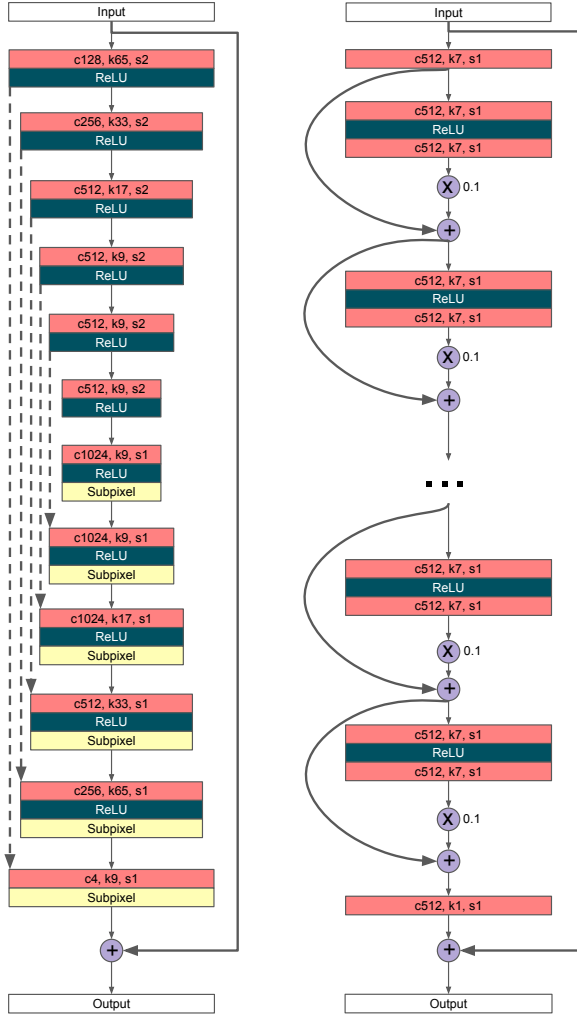 Input
c128, k65, s2
ReLU
c256, k33, s2
ReLU
c512, k17, s2
ReLU
c512, k9, s2
ReLU
c512, k9, s2
ReLU
c512, k9, s2
ReLU
c1024, k9, s1
ReLU
Subpixel
c1024, k9, s1
ReLU
Subpixel
c1024, k17, s1
ReLU
Subpixel
c512, k33, s1
ReLU
Subpixel
c256, k65, s1
ReLU
Subpixel
c4, k9, s1
Subpixel
+
Output
Input
c512, k7, s1
c512, k7, s1
ReLU
c512, k7, s1
X 0.1
+
c512, k7, s1
ReLU
c512, k7, s1
X 0.1
+
...
c512, k7, s1
ReLU
c512, k7, s1
X 0.1
+
c512, k7, s1
ReLU
c512, k7, s1
X 0.1
+
c512, k1, s1
+
Output